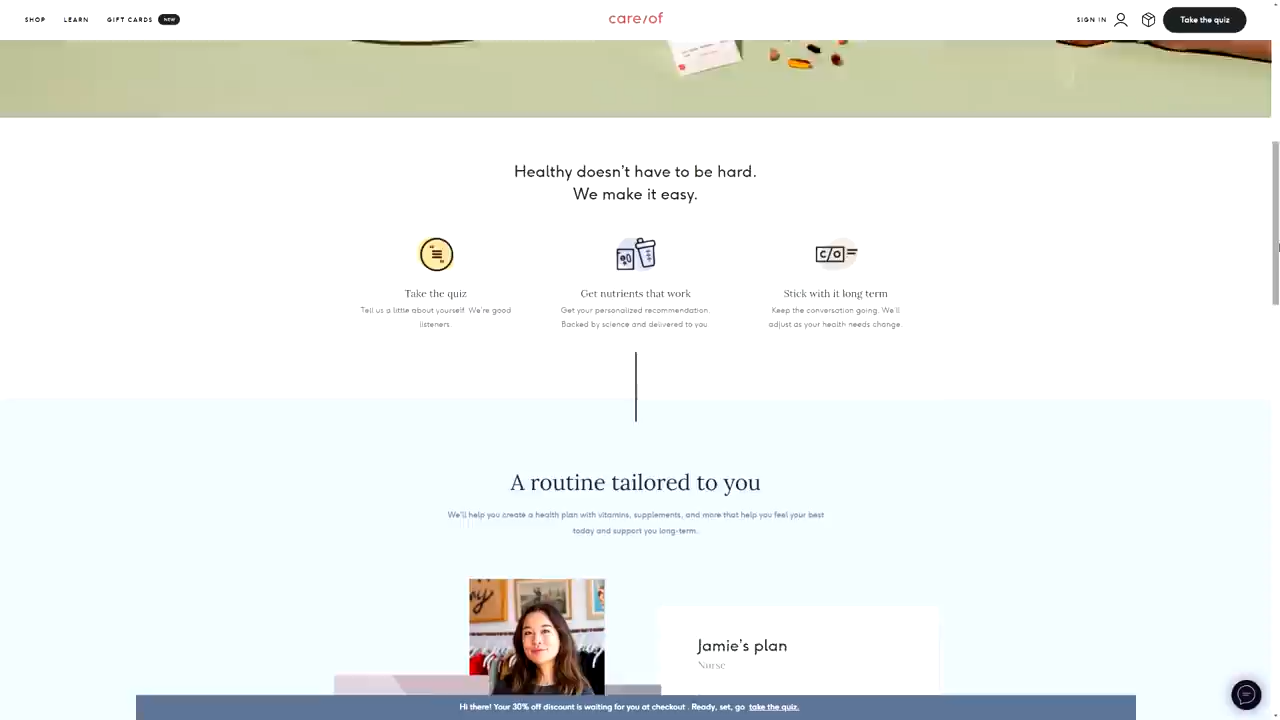 SHOP LEARN GIFT CARDS NEW care/of SIGN IN Take the quiz
Healthy doesn't have to be hard.
We make it easy.
c/o
Take the quiz
Tell us a little about yourself. We're good
listeners.
Get nutrients that work
Get your personalized recommendation.
Backed by science and delivered to you
Stick with it long term
Keep the conversation going. We'll
adjust as your health needs change.
A routine tailored to you
We'll help you create a health plan with vitamins, supplements, and more that help you feel your best
today and support you long-term.
Jamie's plan
Nurse
Hi there! Your 30% off discount is waiting for you at checkout . Ready, set, go take the quiz.